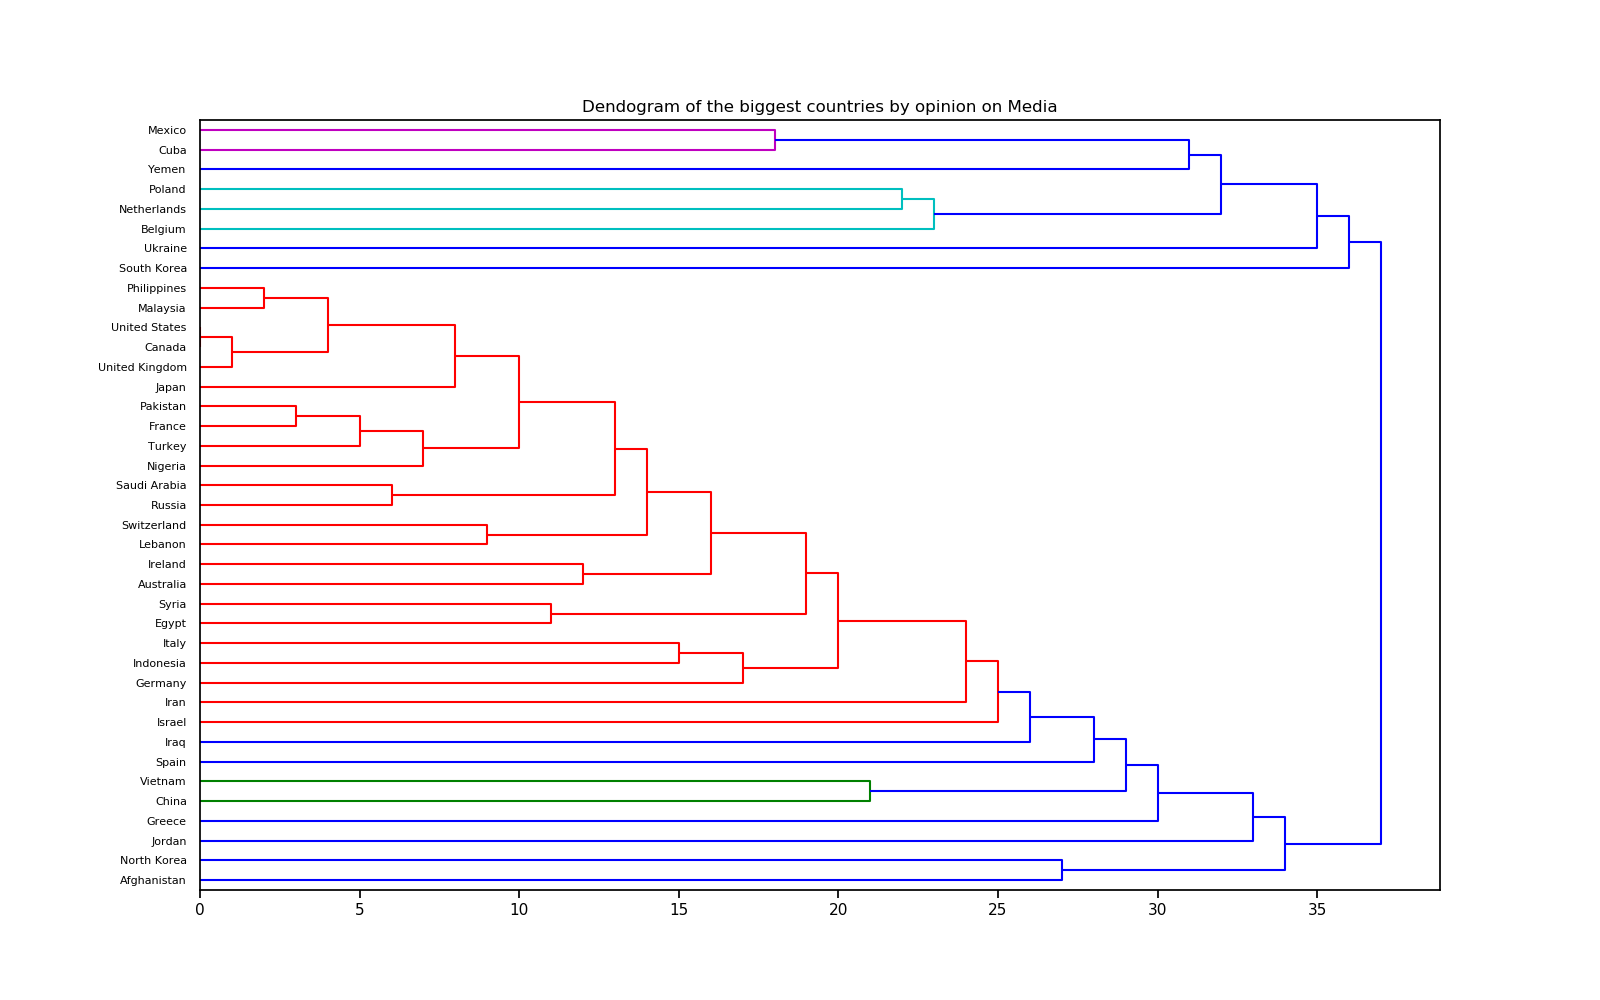 Dendogram of the biggest countries by opinion on Media
Mexico
Cuba
Yemen
Poland
Netherlands
Belgium
Ukraine
South Korea
Philippines
Malaysia
United States
Canada
United Kingdom
Japan
Pakistan
France
Turkey
Nigeria
Saudi Arabia
Russia
Switzerland
Lebanon
Ireland
Australia
Syria
Egypt
Italy
Indonesia
Germany
Iran
Israel
Iraq
Spain
Vietnam
China
Greece
Jordan
North Korea
Afghanistan
0 5 10 15 20 25 30 35